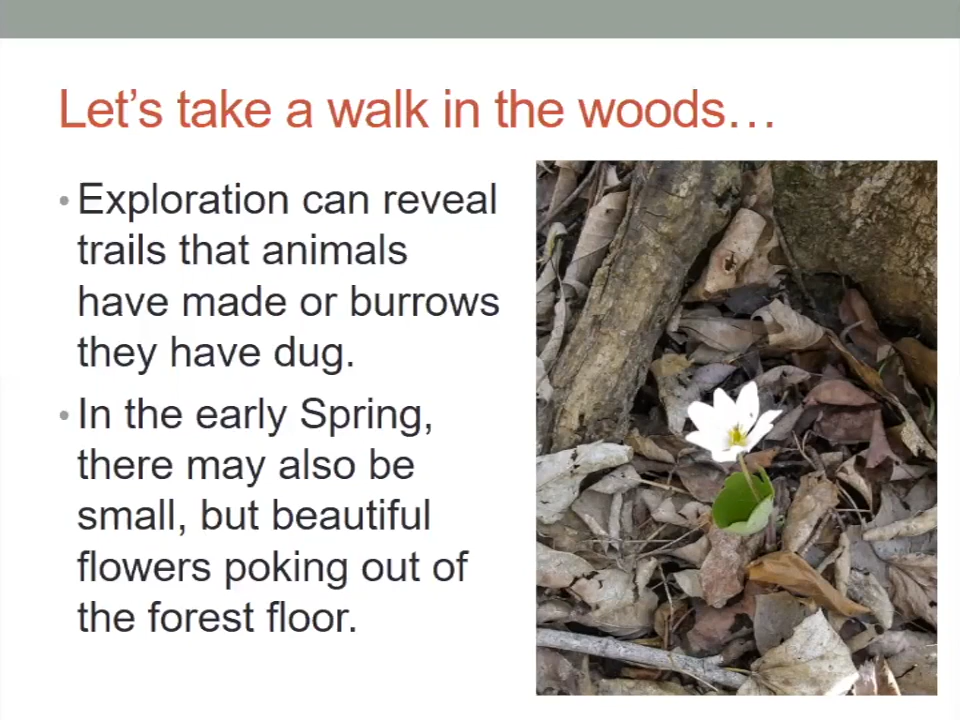 Let’s take a walk in the woods…
• Exploration can reveal
trails that animals
have made or burrows
they have dug.
• In the early Spring,
there may also be
small, but beautiful
flowers poking out of
the forest floor.